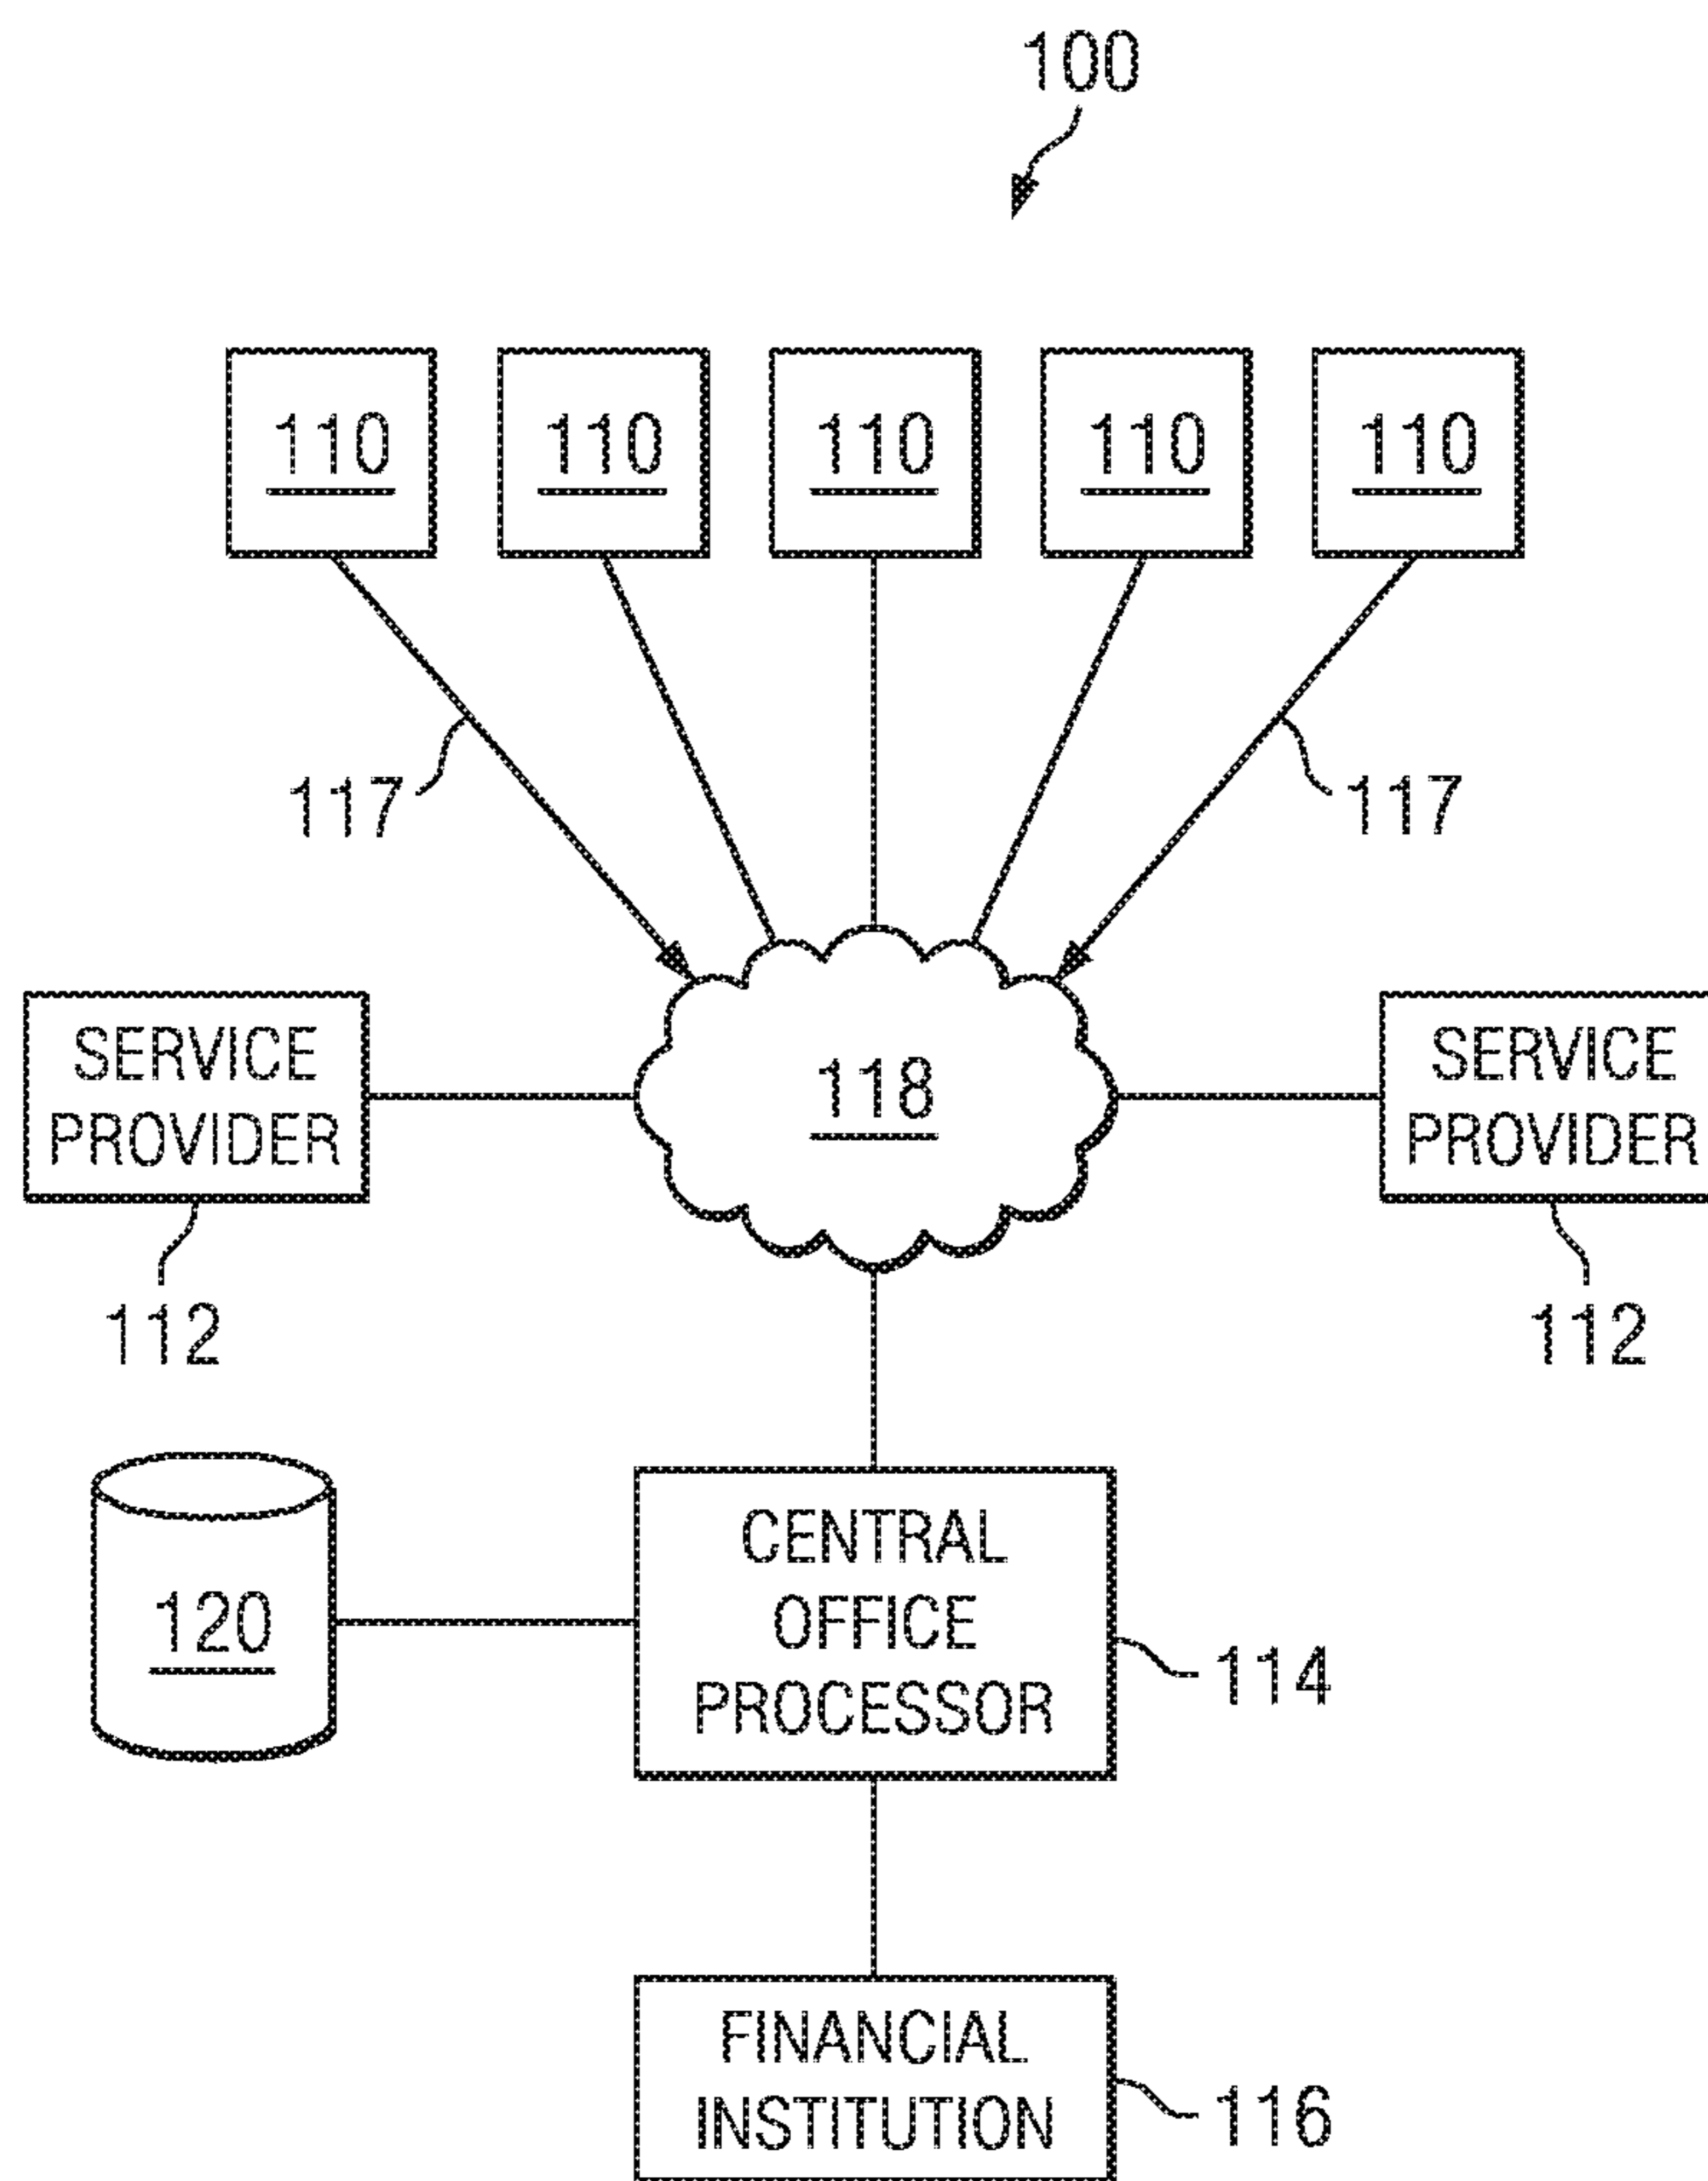 100
110 110 110 110 110
117 117
SERVICE
PROVIDER
118
SERVICE
PROVIDER
112 112
120
CENTRAL
OFFICE
PROCESSOR
114
FINANCIAL
INSTITUTION
116